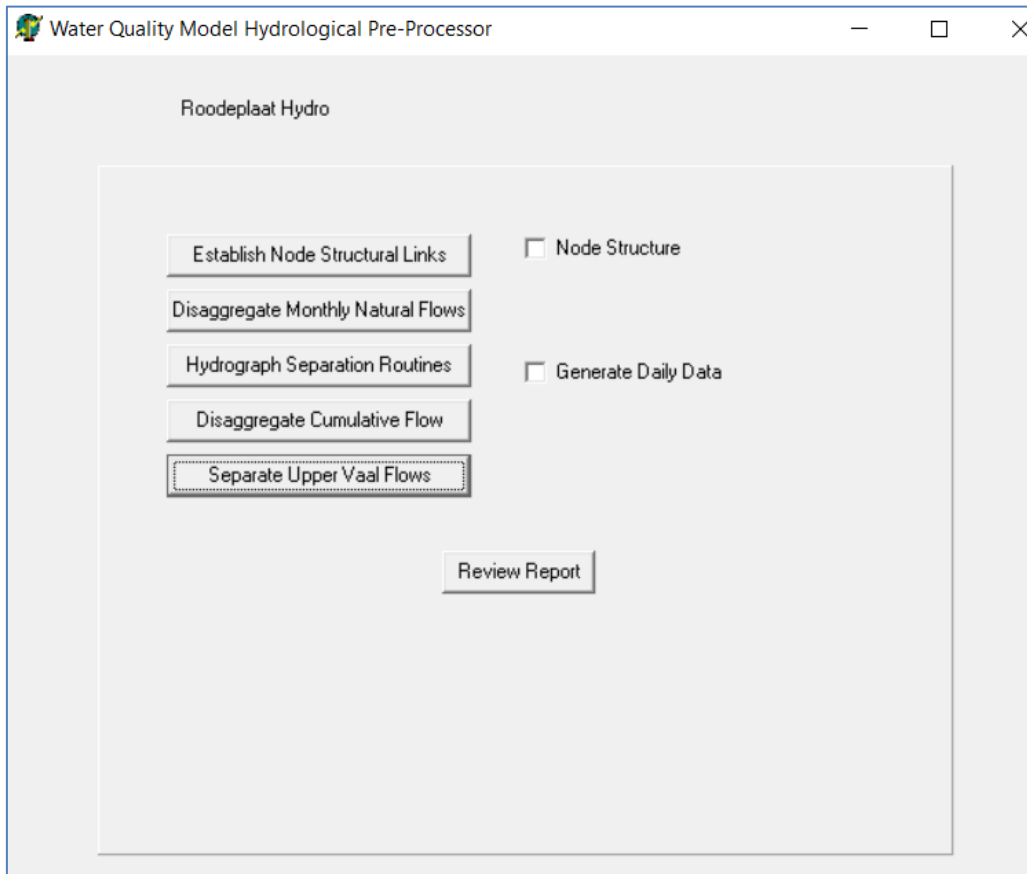 Water Quality Model Hydrological Pre-Processor
Roodeplaat Hydro
Establish Node Structural Links
Node Structure
Disaggregate Monthly Natural Flows
Hydrograph Separation Routines
Generate Daily Data
Disaggregate Cumulative Flow
Separate Upper Vaal Flows
Review Report